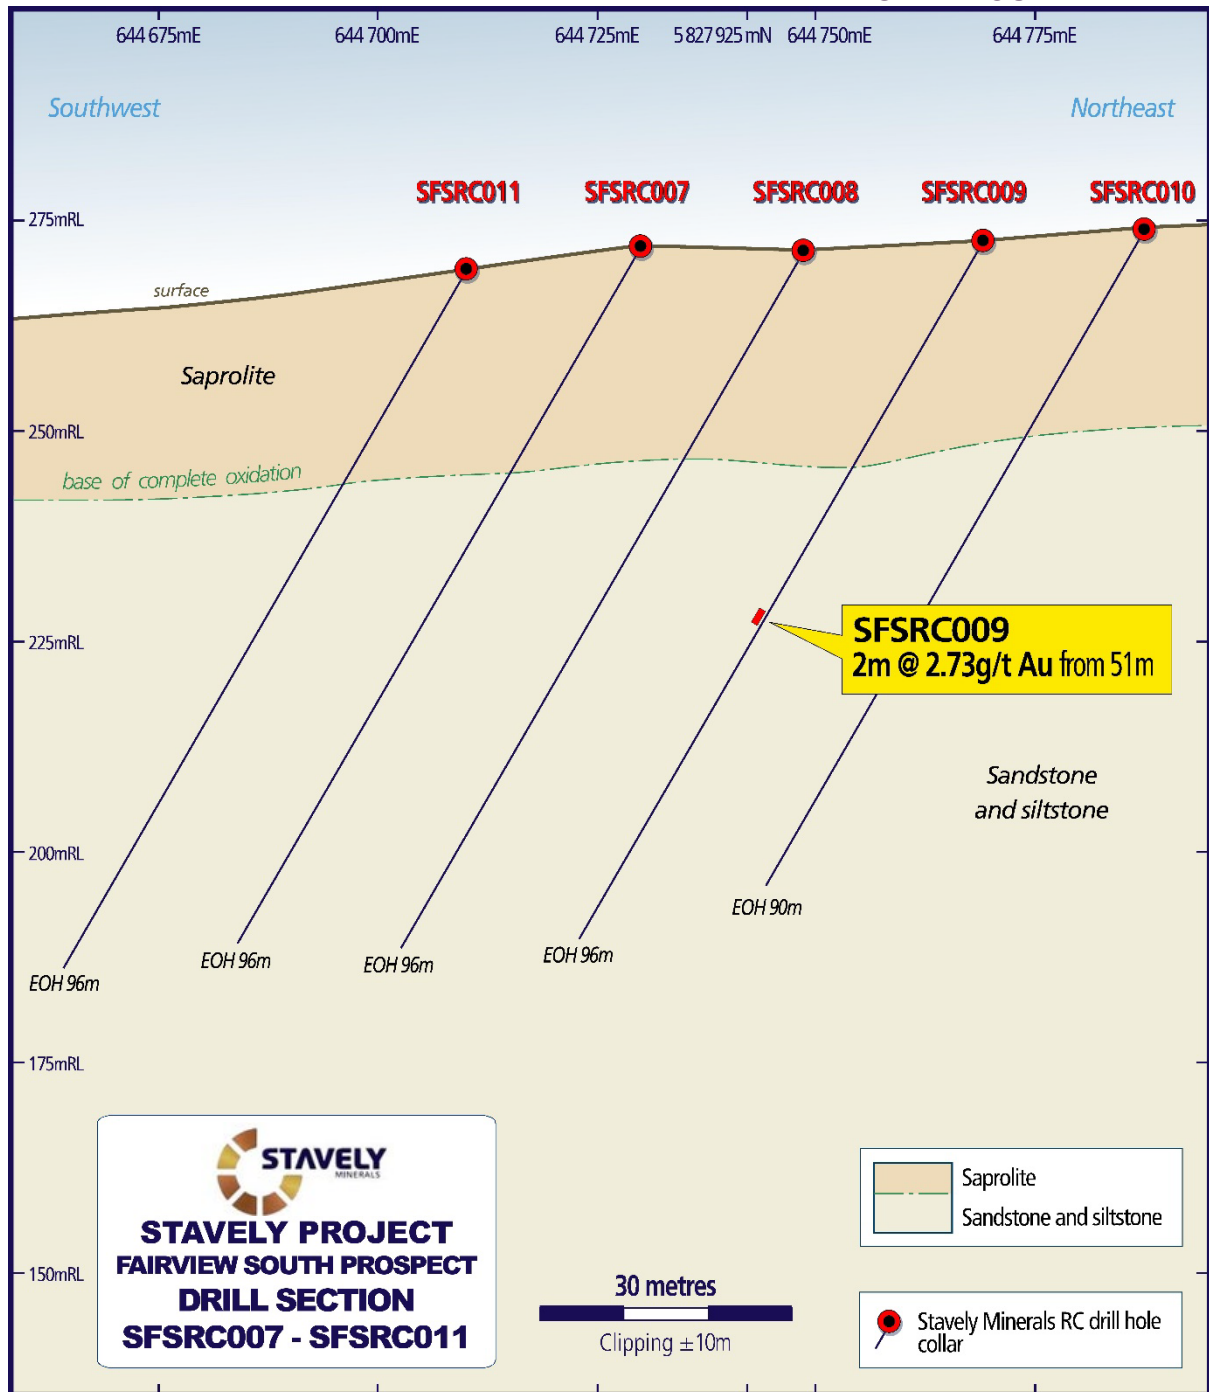 644 675mE 644 700mE 644 725mE 5 827 925 mN 644 750mE 644 775mE
Southwest Northeast
SFSRC011 SFSRC007 SFSRC008 SFSRC009 SFSRC010
275mRL
surface
Saprolite
250mRL
base of complete oxidation
225mRL
SFSRC009
2m @ 2.73g/t Au from 51m
Sandstone
and siltstone
200mRL
EOH 90m
EOH 96m EOH 96m EOH 96m EOH 96m
175mRL
STAVELY
MINERALS
STAVELY PROJECT
FAIRVIEW SOUTH PROSPECT
DRILL SECTION
SFSRC007 - SFSRC011
150mRL
30 metres
Clipping ±10m
Saprolite
Sandstone and siltstone
Stavely Minerals RC drill hole
collar